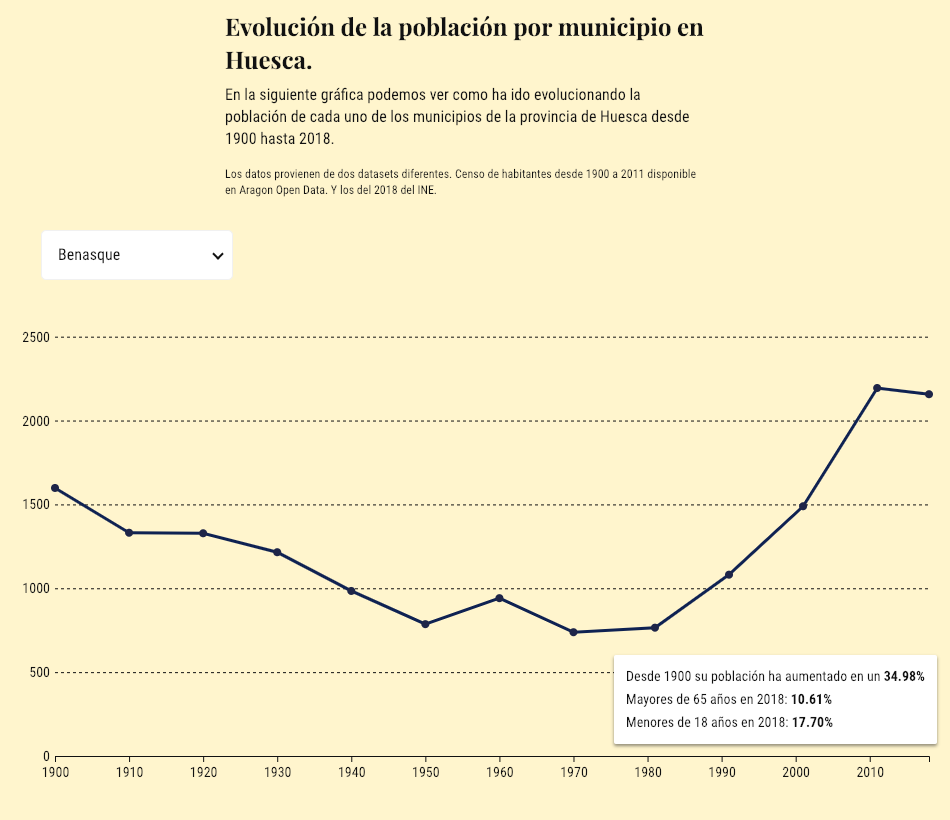 Evolución de la población por municipio en
Huesca.
En la siguiente gráfica podemos ver como ha ido evolucionando la
población de cada uno de los municipios de la provincia de Huesca desde
1900 hasta 2018.
Los datos provienen de dos datasets diferentes. Censo de habitantes desde 1900 a 2011 disponible
en Aragon Open Data. Y los del 2018 del INE.
Benasque
2500
2000
1500
1000
500
0
Desde 1900 su población ha aumentado en un 34.98%
Mayores de 65 años en 2018: 10.61%
Menores de 18 años en 2018: 17.70%
1900 1910 1920 1930 1940 1950 1960 1970 1980 1990 2000 2010